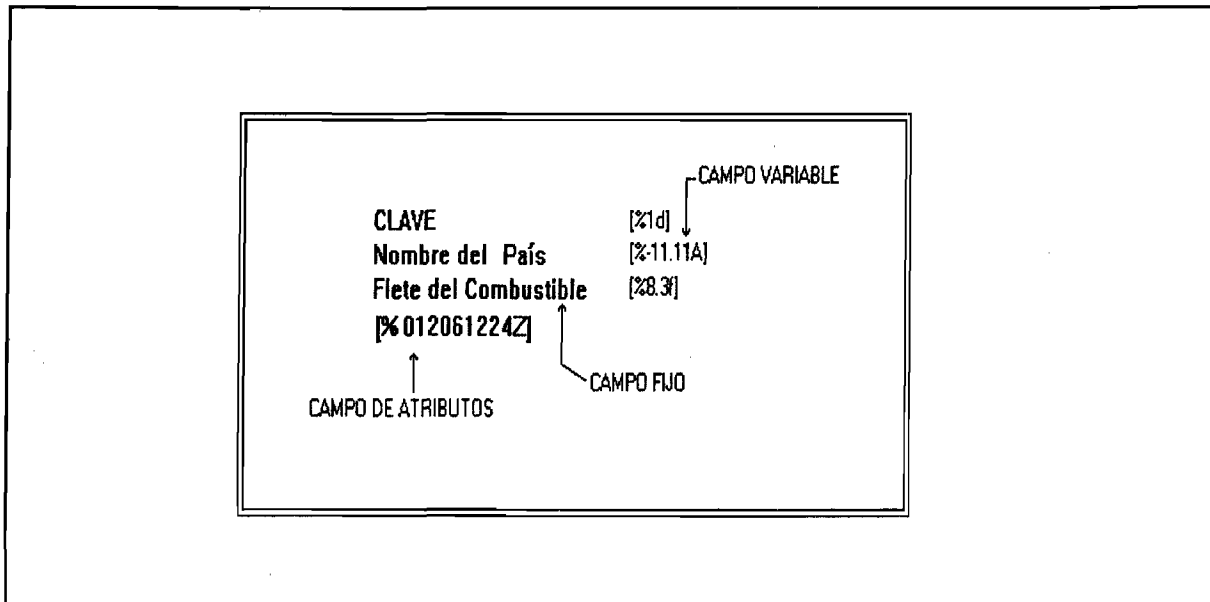 CAMPO VARIABLE
CLAVE [%1d]
Nombre del País [%-11.11A]
Flete del Combustible [%8.3f]
[%012061224Z]
CAMPO FIJO
CAMPO DE ATRIBUTOS